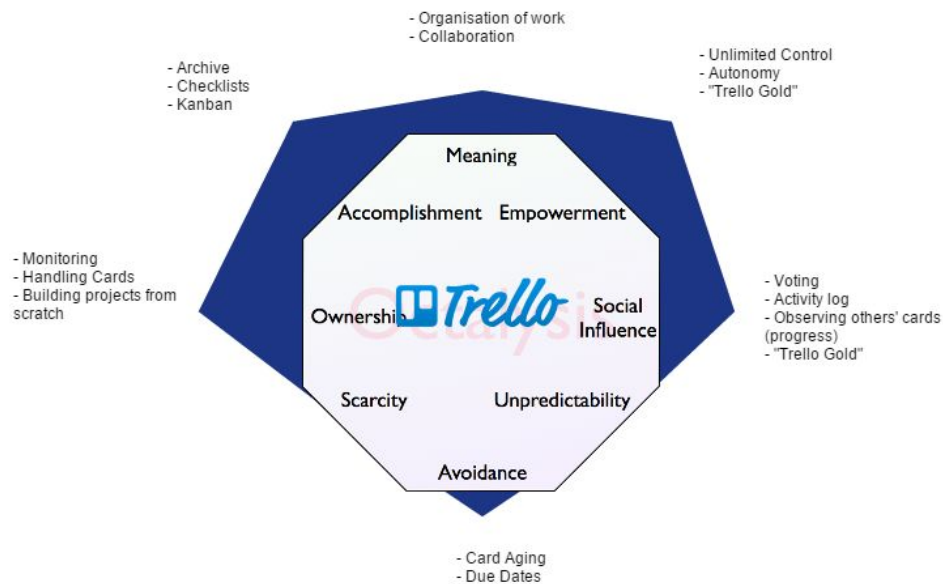 - Organisation of work
- Collaboration
- Archive
- Checklists
- Kanban
- Unlimited Control
- Autonomy
- "Trello Gold"
Meaning
Accomplishment
Empowerment
- Monitoring
- Handling Cards
- Building projects from
scratch
Ownership
Octalysis
Trello
Social
Influence
- Voting
- Activity log
- Observing others' cards
(progress)
- "Trello Gold"
Scarcity
Unpredictability
Avoidance
- Card Aging
- Due Dates